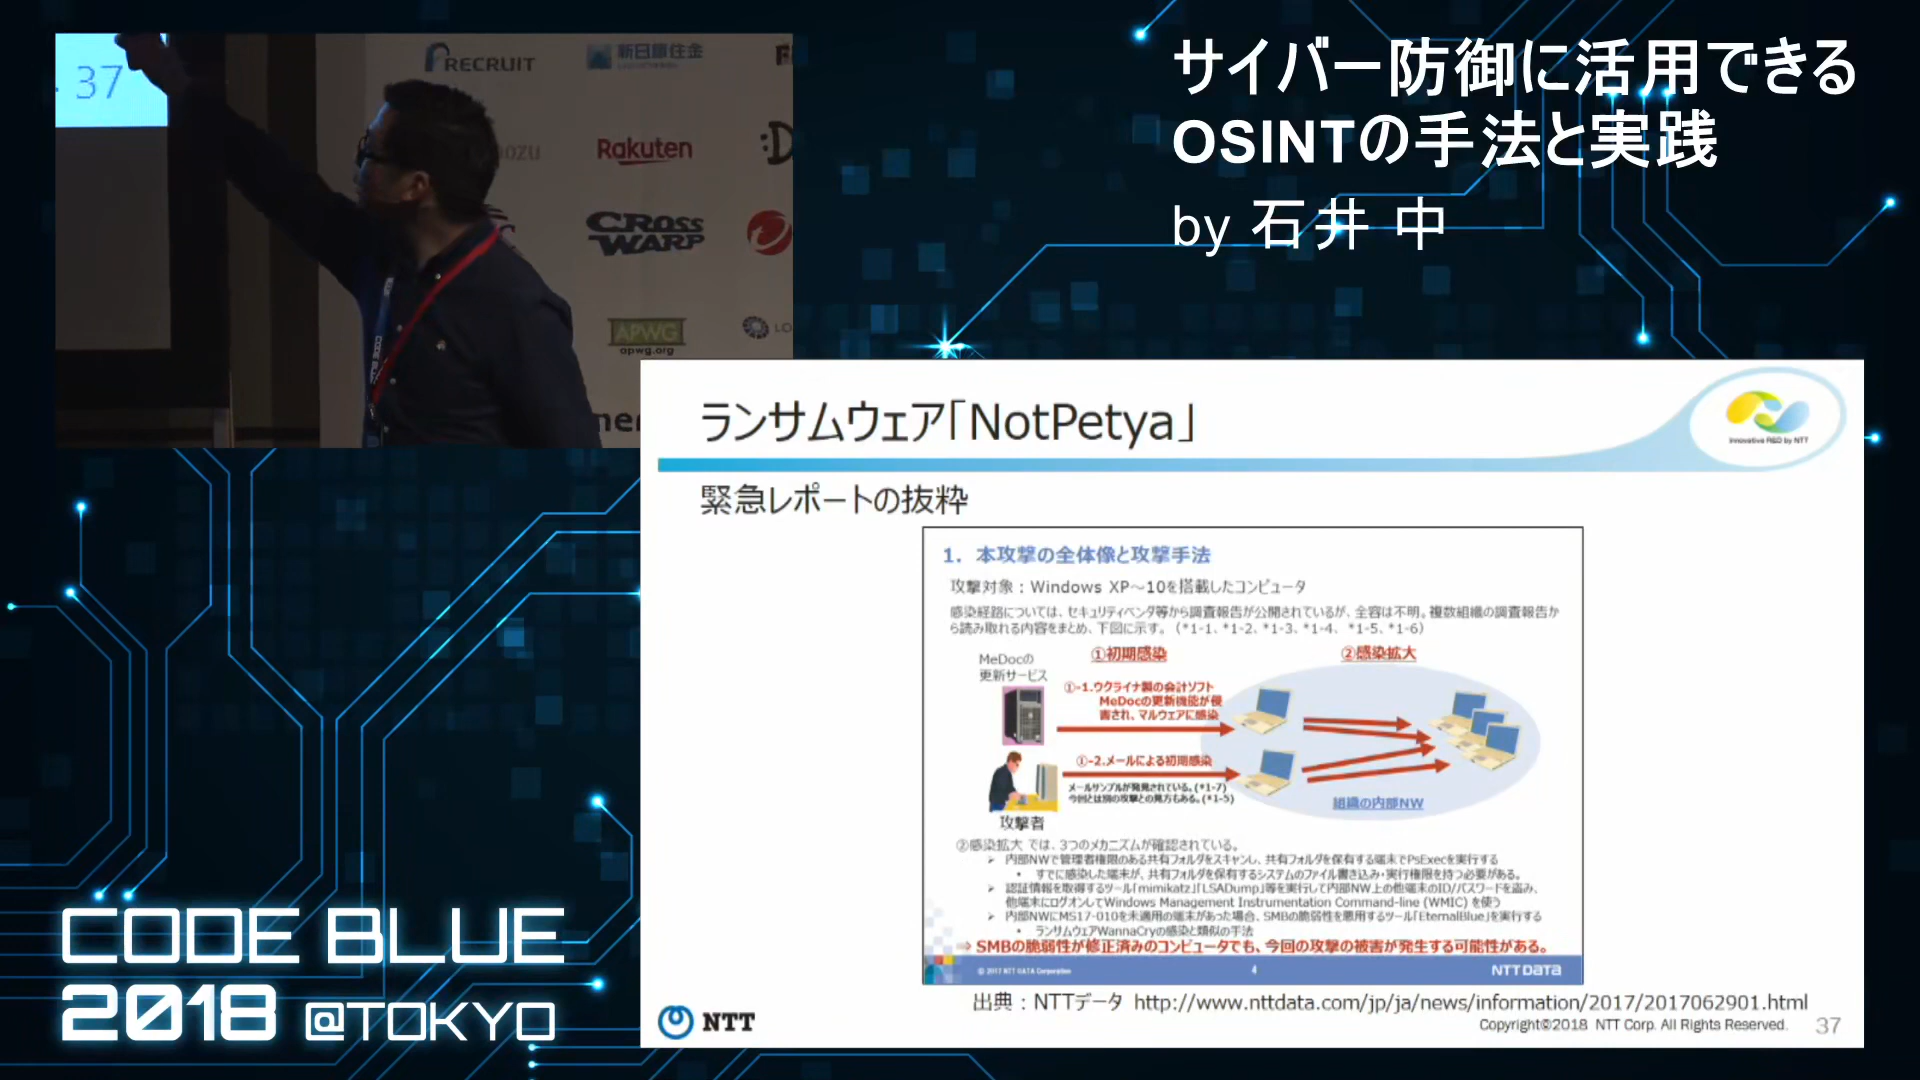 37
RECRUIT
新日鉄住金
Rakuten
CROSS
WARP
APWG
apwg.org
サイバー防御に活用できる
OSINTの手法と実践
by 石井 中
ランサムウェア「NotPetya」
Innovative R&D by NTT
緊急レポートの抜粋
1. 本攻撃の全体像と攻撃手法
攻撃対象：Windows XP～10を搭載したコンピュータ
感染経路については、セキュリティベンダ等から調査報告が公開されているが、全容は不明。複数組織の調査報告か
ら読み取れる内容をまとめ、下図に示す。（*1-1、*1-2、*1-3、*1-4、*1-5、*1-6）
①初期感染
②感染拡大
MeDocの
更新サービス
①-1.ウクライナ製の会計ソフト
MeDocの更新機能が侵
害され、マルウェアに感染
①-2.メールによる初期感染
メールサンプルが発見されている。(*1-7)
今回とは別の攻撃との見方もある。(*1-5)
攻撃者
組織の内部NW
②感染拡大 では、3つのメカニズムが確認されている。
➢ 内部NWで管理者権限のある共有フォルダをスキャンし、共有フォルダを保有する端末でPsExecを実行する
• すでに感染した端末が、共有フォルダを保有するシステムのファイル書き込み・実行権限を持つ必要がある。
➢ 認証情報を取得するツール「mimikatz」「LSADump」等を実行して内部NW上の他端末のID/パスワードを盗み、
他端末にログオンしてWindows Management Instrumentation Command-line (WMIC) を使う
➢ 内部NWにMS17-010を未適用の端末があった場合、SMBの脆弱性を悪用するツール「EternalBlue」を実行する
• ランサムウェアWannaCryの感染と類似の手法
⇒ SMBの脆弱性が修正済みのコンピュータでも、今回の攻撃の被害が発生する可能性がある。
© 2017 NTT DATA Corporation
4
NTT DATA
出典：NTTデータ http://www.nttdata.com/jp/ja/news/information/2017/2017062901.html
NTT
Copyright©2018 NTT Corp. All Rights Reserved.
37
CODE BLUE
2018 @TOKYO